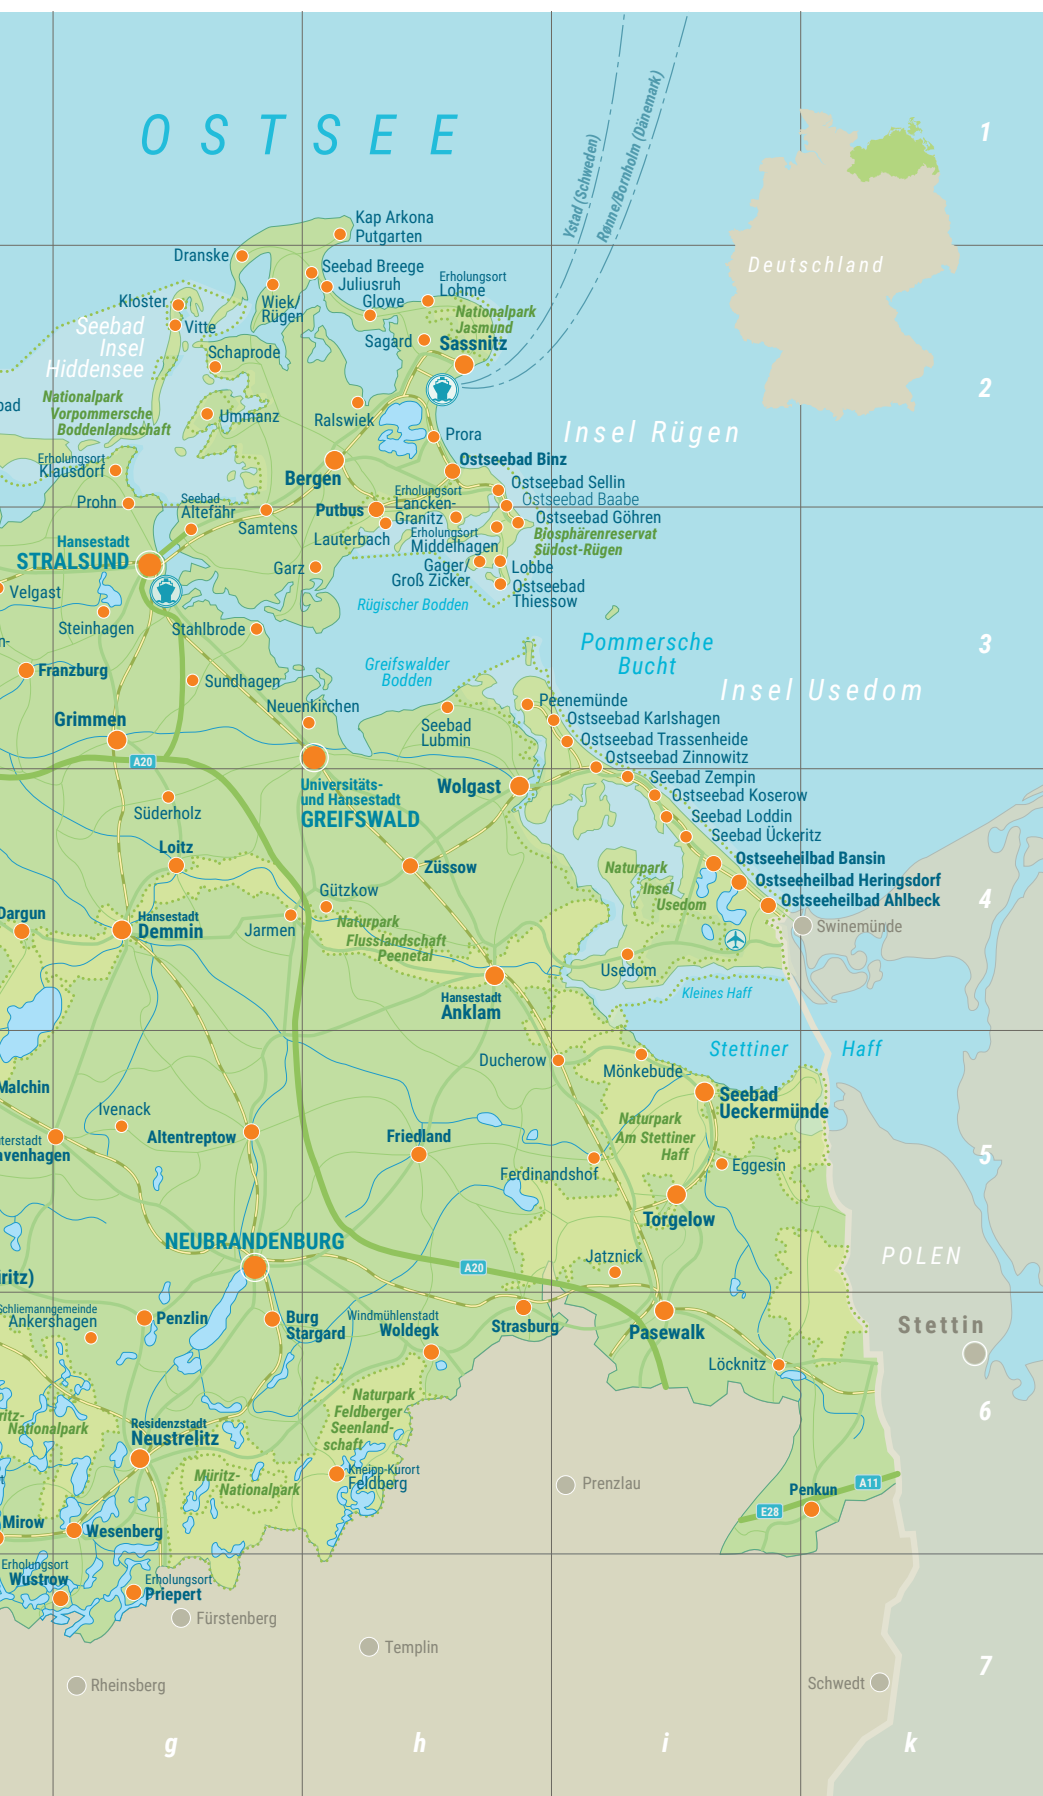 OSTSEE
1
Ystad (Schweden)
Rønne/Bornholm (Dänemark)
Deutschland
Kap Arkona
Putgarten
Dranske
Seebad Breege
Juliusruh
Erholungsort
Lohme
Kloster
Wiek/
Rügen
Glowe
Vitte
Seebad
Insel
Hiddensee
Nationalpark
Jasmund
Sagard
Sassnitz
Schaprode
2
Nationalpark
Vorpommersche
Boddenlandschaft
Ummanz
Ralswiek
Insel Rügen
Prora
Erholungsort
Klausdorf
Bergen
Ostseebad Binz
Ostseebad Sellin
Ostseebad Baabe
Prohn
Seebad
Altefähr
Samtens
Putbus
Erholungsort
Lancken-
Granitz
Ostseebad Göhren
Lauterbach
Erholungsort
Middelhagen
Biosphärenreservat
Südost-Rügen
Hansestadt
STRALSUND
Garz
Gager/
Groß Zicker
Lobbe
Ostseebad
Thiessow
Velgast
Rügischer Bodden
Steinhagen
Stahlbrode
3
Franzburg
Sundhagen
Greifswalder
Bodden
Pommersche
Bucht
Insel Usedom
Grimmen
Neuenkirchen
Seebad
Lubmin
Peenemünde
Ostseebad Karlshagen
Ostseebad Trassenheide
Ostseebad Zinnowitz
A20
Universitäts-
und Hansestadt
GREIFSWALD
Wolgast
Seebad Zempin
Ostseebad Koserow
Süderholz
Seebad Loddin
Seebad Ückeritz
Loitz
Züssow
Naturpark
Insel
Usedom
Ostseeheilbad Bansin
Ostseeheilbad Heringsdorf
Ostseeheilbad Ahlbeck
4
Gützkow
Dargun
Hansestadt
Demmin
Jarmen
Naturpark
Flusslandschaft
Peenetal
Swinemünde
Usedom
Hansestadt
Anklam
Kleines Haff
Stettiner Haff
Ducherow
Mönkebude
Malchin
Seebad
Ueckermünde
Ivenack
Altentreptow
Friedland
Naturpark
Am Stettiner
Haff
5
Ferdinandshof
Eggesin
Torgelow
NEUBRANDENBURG
POLEN
Jatznick
A20
Ankershagen
Penzlin
Burg
Stargard
Windmühlenstadt
Woldegk
Strasburg
Pasewalk
Stettin
Löcknitz
6
Nationalpark
Residenzstadt
Neustrelitz
Naturpark
Feldberger
Seenland-
schaft
Müritz-
Nationalpark
Kneipp-Kurort
Feldberg
Prenzlau
Penkun
A11
E28
Mirow
Wesenberg
Erholungsort
Wustrow
Erholungsort
Priepert
Fürstenberg
Templin
Rheinsberg
Schwedt
7
g
h
i
k